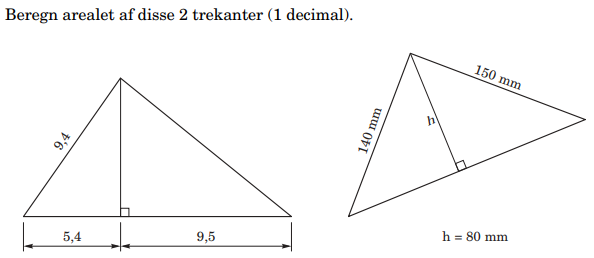 Beregn arealet af disse 2 trekanter (1 decimal).
150 mm
9,4
140 mm
h
5,4
9,5
h = 80 mm